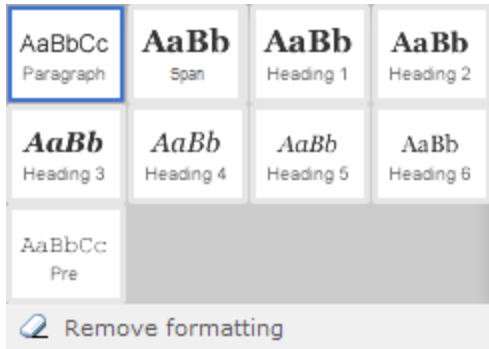 AaBbCc AaBb AaBb AaBb
Paragraph Span Heading 1 Heading 2
AaBb AaBb AaBb AaBb
Heading 3 Heading 4 Heading 5 Heading 6
AaBbCc
Pre
Remove formatting